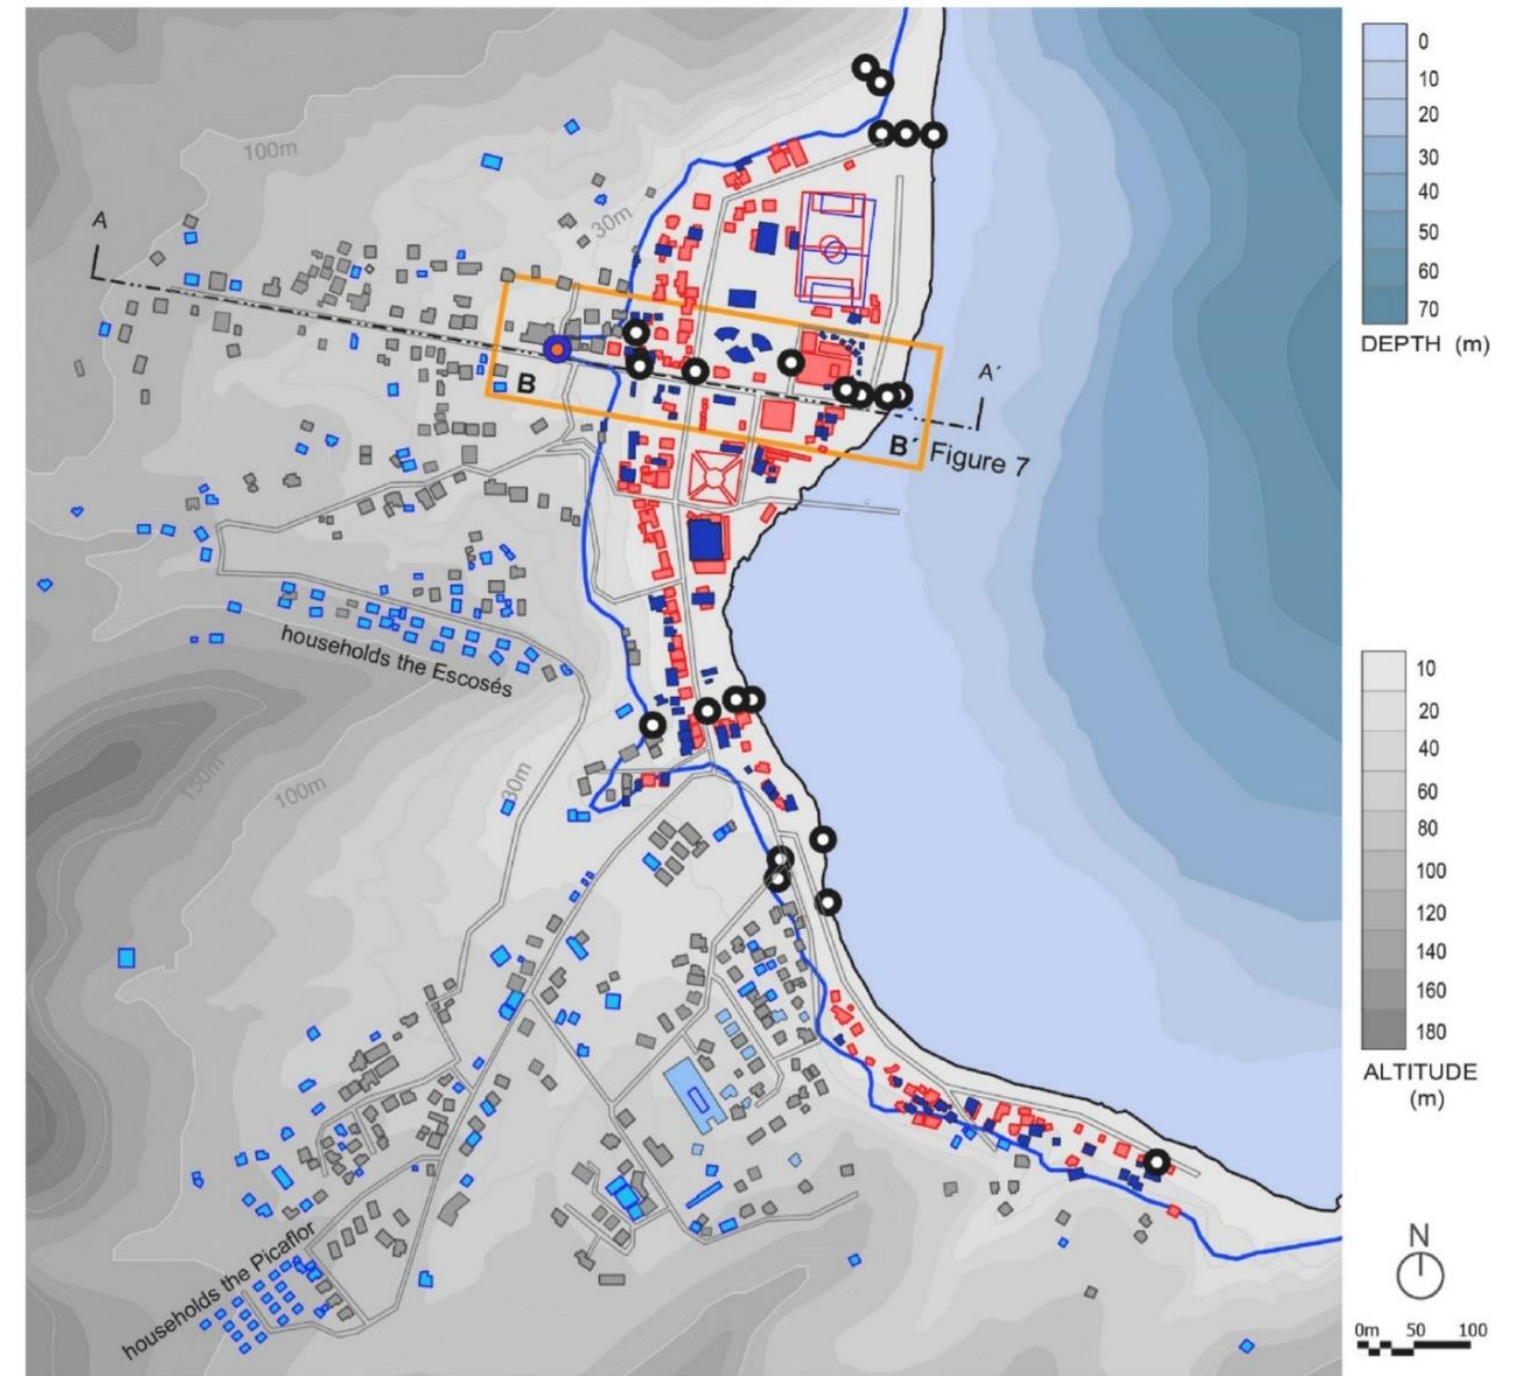 0
10
20
30
40
50
60
70
DEPTH (m)
100m
30m
A
A´
B
B´ Figure 7
households the Escosés
150m
100m
30m
households the Picaflor
10
20
40
60
80
100
120
140
160
180
ALTITUDE
(m)
N
0m 50 100